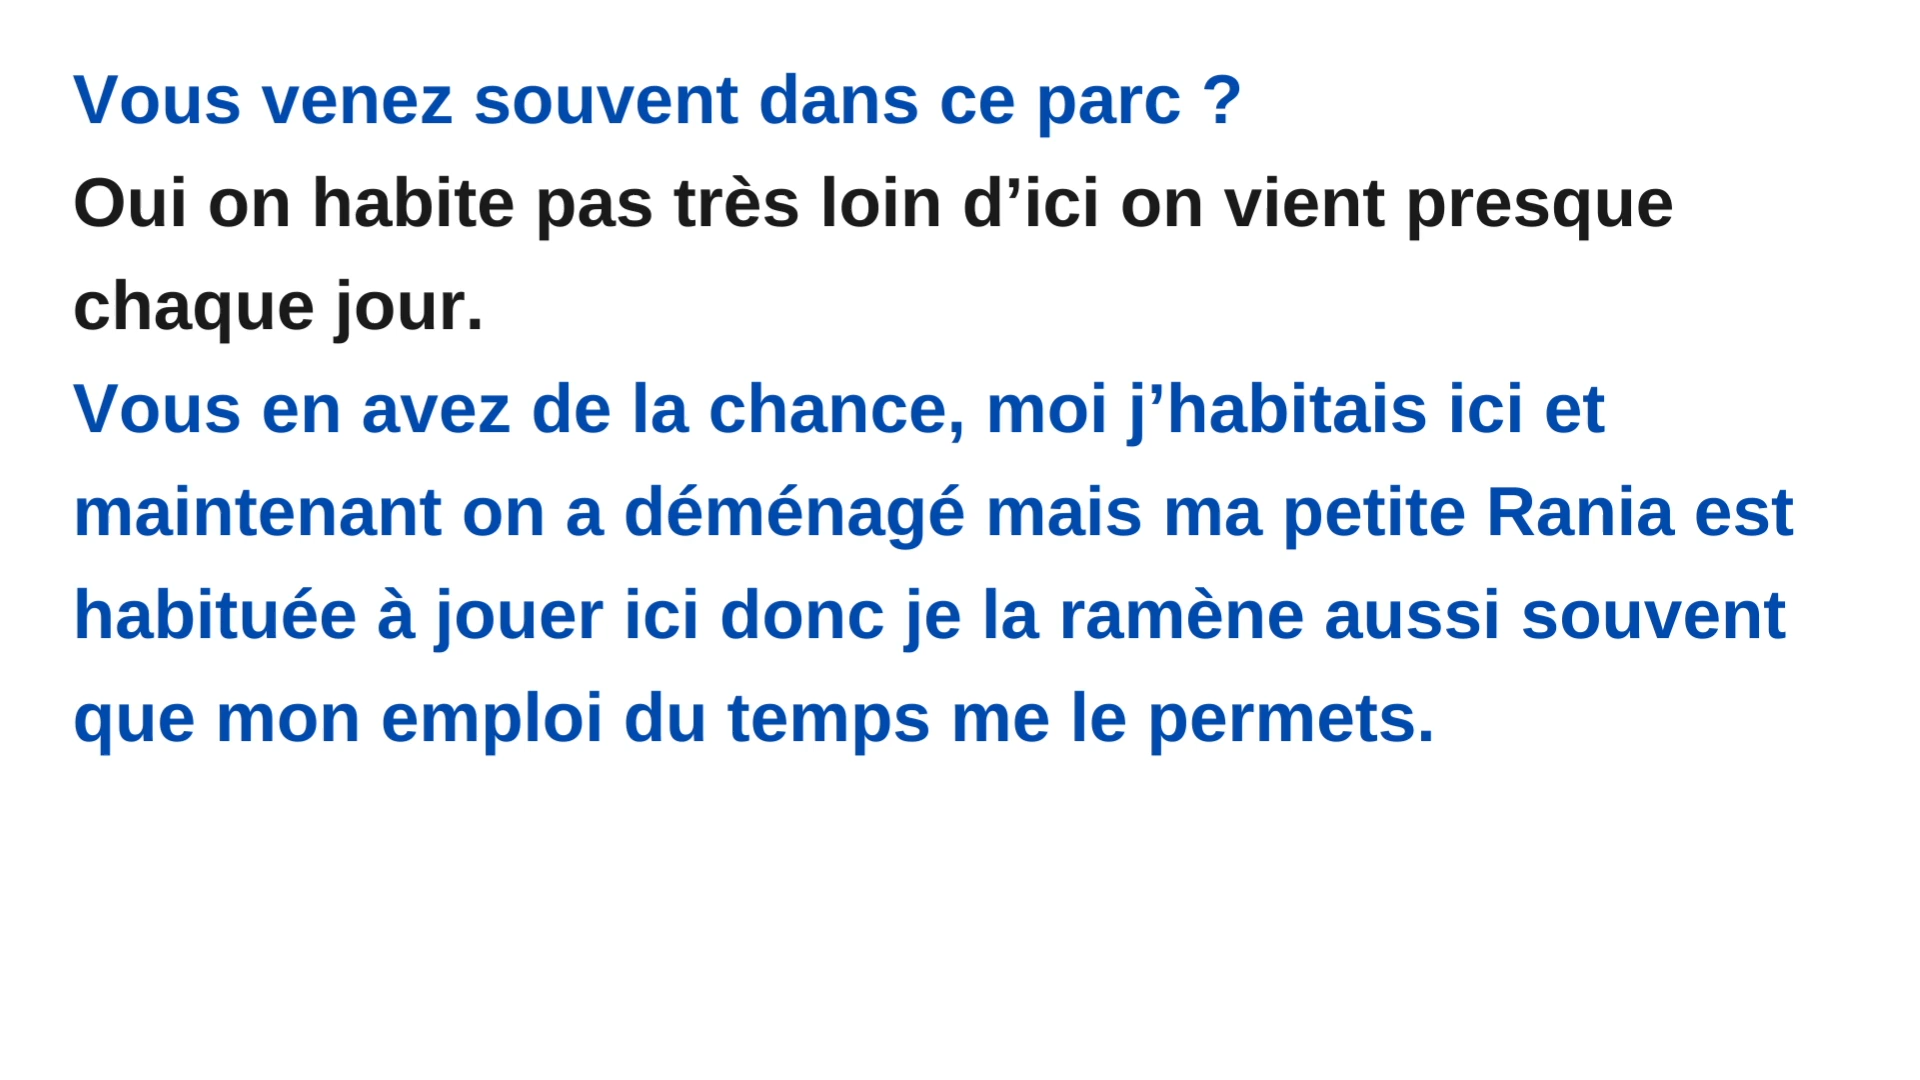 Vous venez souvent dans ce parc ?
Oui on habite pas très loin d’ici on vient presque
chaque jour.
Vous en avez de la chance, moi j’habitais ici et
maintenant on a déménagé mais ma petite Rania est
habituée à jouer ici donc je la ramène aussi souvent
que mon emploi du temps me le permets.